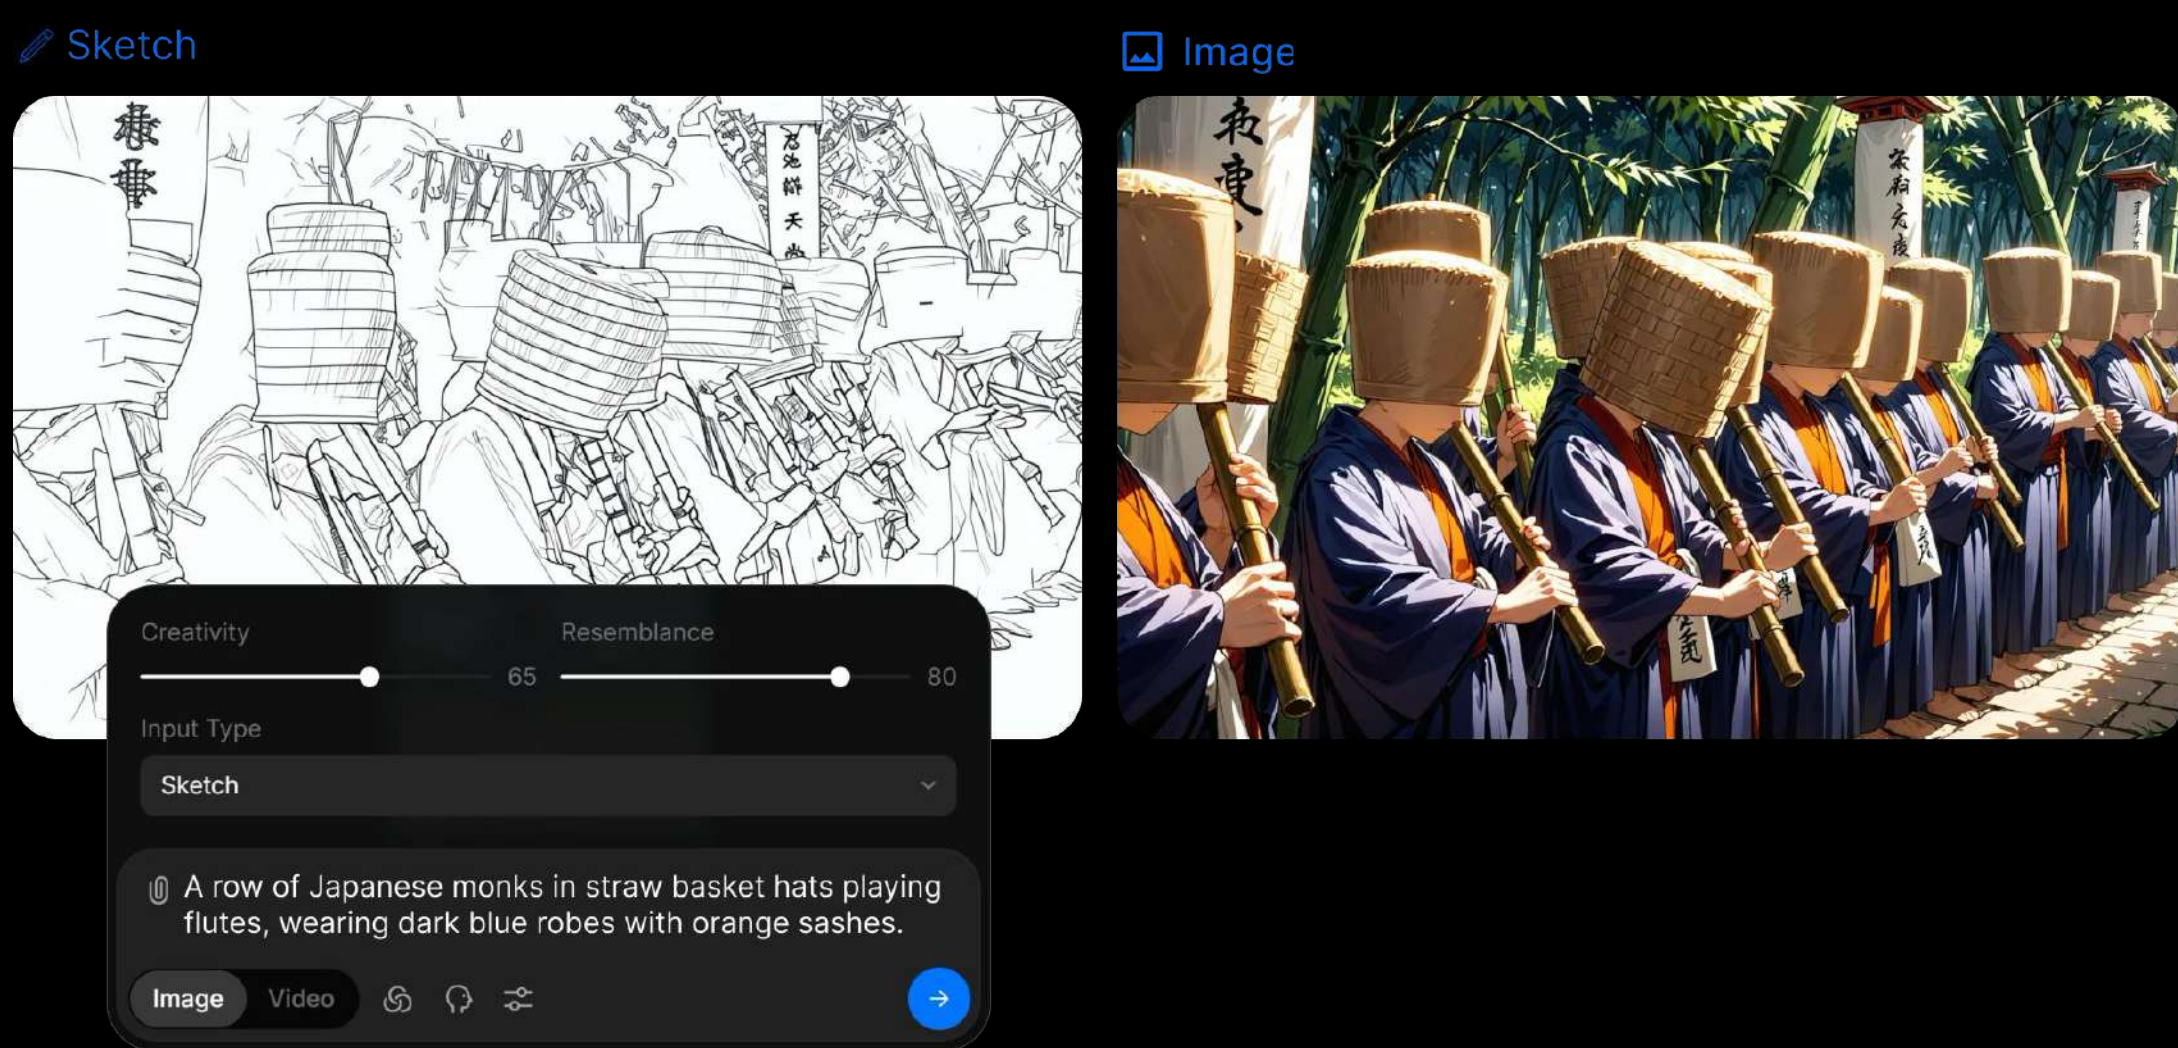 Sketch
Image
天
Creativity
Resemblance
65
80
Input Type
Sketch
A row of Japanese monks in straw basket hats playing
flutes, wearing dark blue robes with orange sashes.
Image
Video